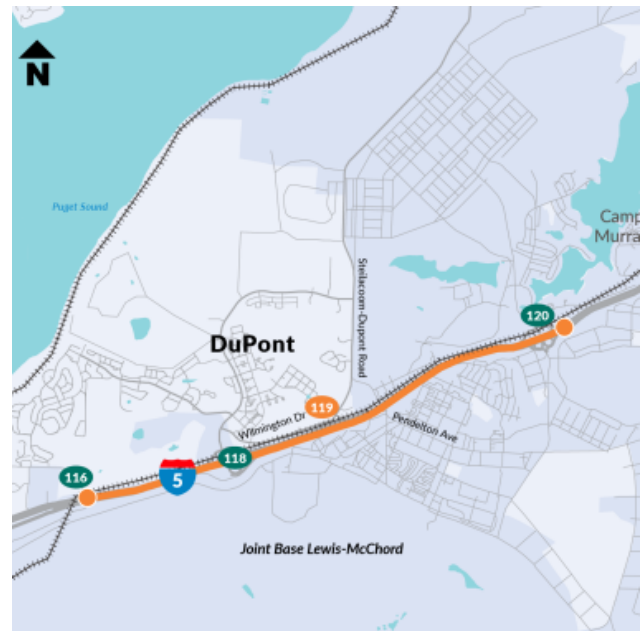 N
Puget Sound
Camp
Murra
Steilacoom-Dupont Road
120
DuPont
119
Wilmington Dr
Pendelton Ave
118
116
5
Joint Base Lewis-McChord